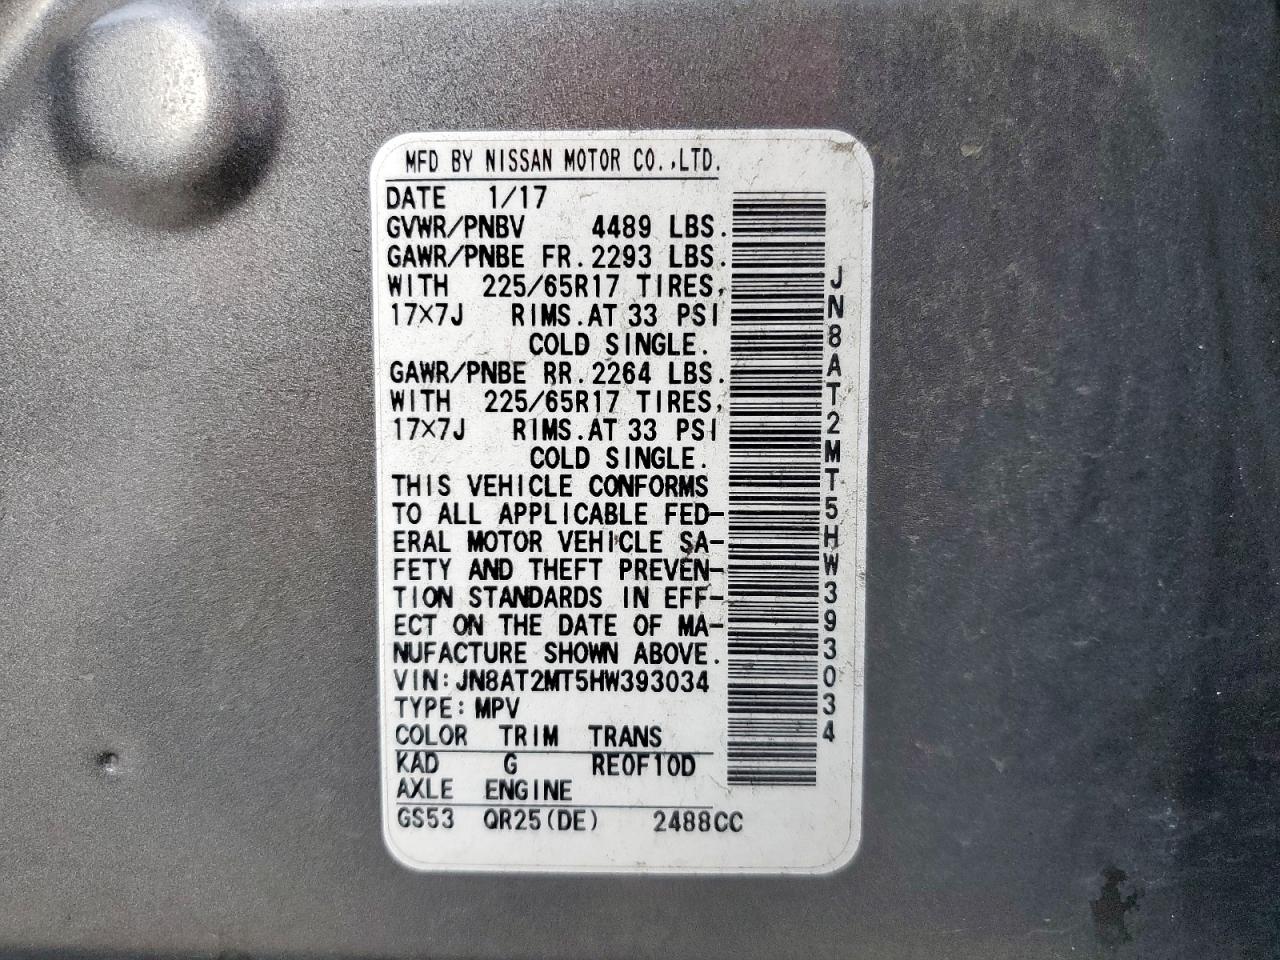 MFD BY NISSAN MOTOR CO.,LTD.
DATE 1/17
GVWR/PNBV 4489 LBS.
GAWR/PNBE FR.2293 LBS.
WITH 225/65R17 TIRES,
17×7J RIMS.AT 33 PSI
COLD SINGLE.
GAWR/PNBE RR.2264 LBS.
WITH 225/65R17 TIRES,
17×7J RIMS.AT 33 PSI
COLD SINGLE.
THIS VEHICLE CONFORMS
TO ALL APPLICABLE FED-
ERAL MOTOR VEHICLE SA-
FETY AND THEFT PREVEN-
TION STANDARDS IN EFF-
ECT ON THE DATE OF MA-
NUFACTURE SHOWN ABOVE.
VIN:JN8AT2MT5HW393034
TYPE:MPV
COLOR TRIM TRANS
KAD G RE0F10D
AXLE ENGINE
GS53 QR25(DE) 2488CC
JN8AT2MT5HW393034